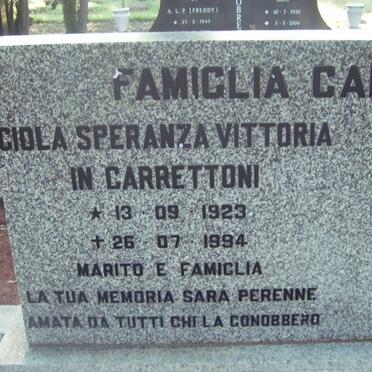 A. L. P. (FREDDY)
FAMIGLIA CA
CIOLA SPERANZA VITTORIA
IN CARRETTONI
★ 13 · 09 · 1923
✝ 26 · 07 · 1994
MARITO E FAMIGLIA
LA TUA MEMORIA SARA PERENNE
AMATA DA TUTTI CHI LA CONOBBERO